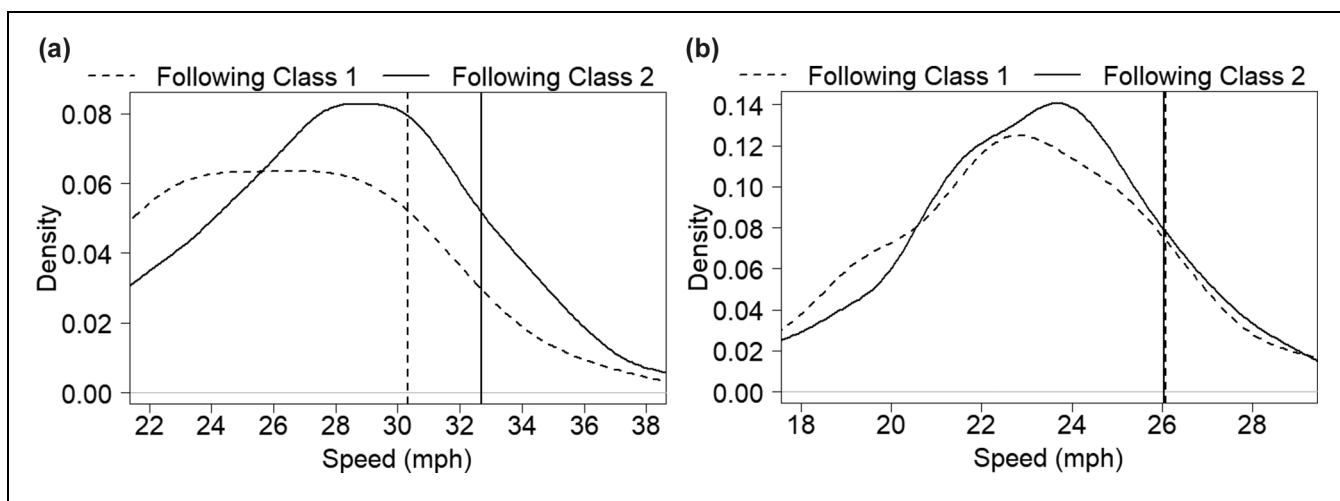 (a)
Following Class 1
Following Class 2
0.08
0.06
0.04
0.02
0.00
Density
22 24 26 28 30 32 34 36 38
Speed (mph)
(b)
Following Class 1
Following Class 2
0.14
0.12
0.10
0.08
0.06
0.04
0.02
0.00
Density
18 20 22 24 26 28
Speed (mph)